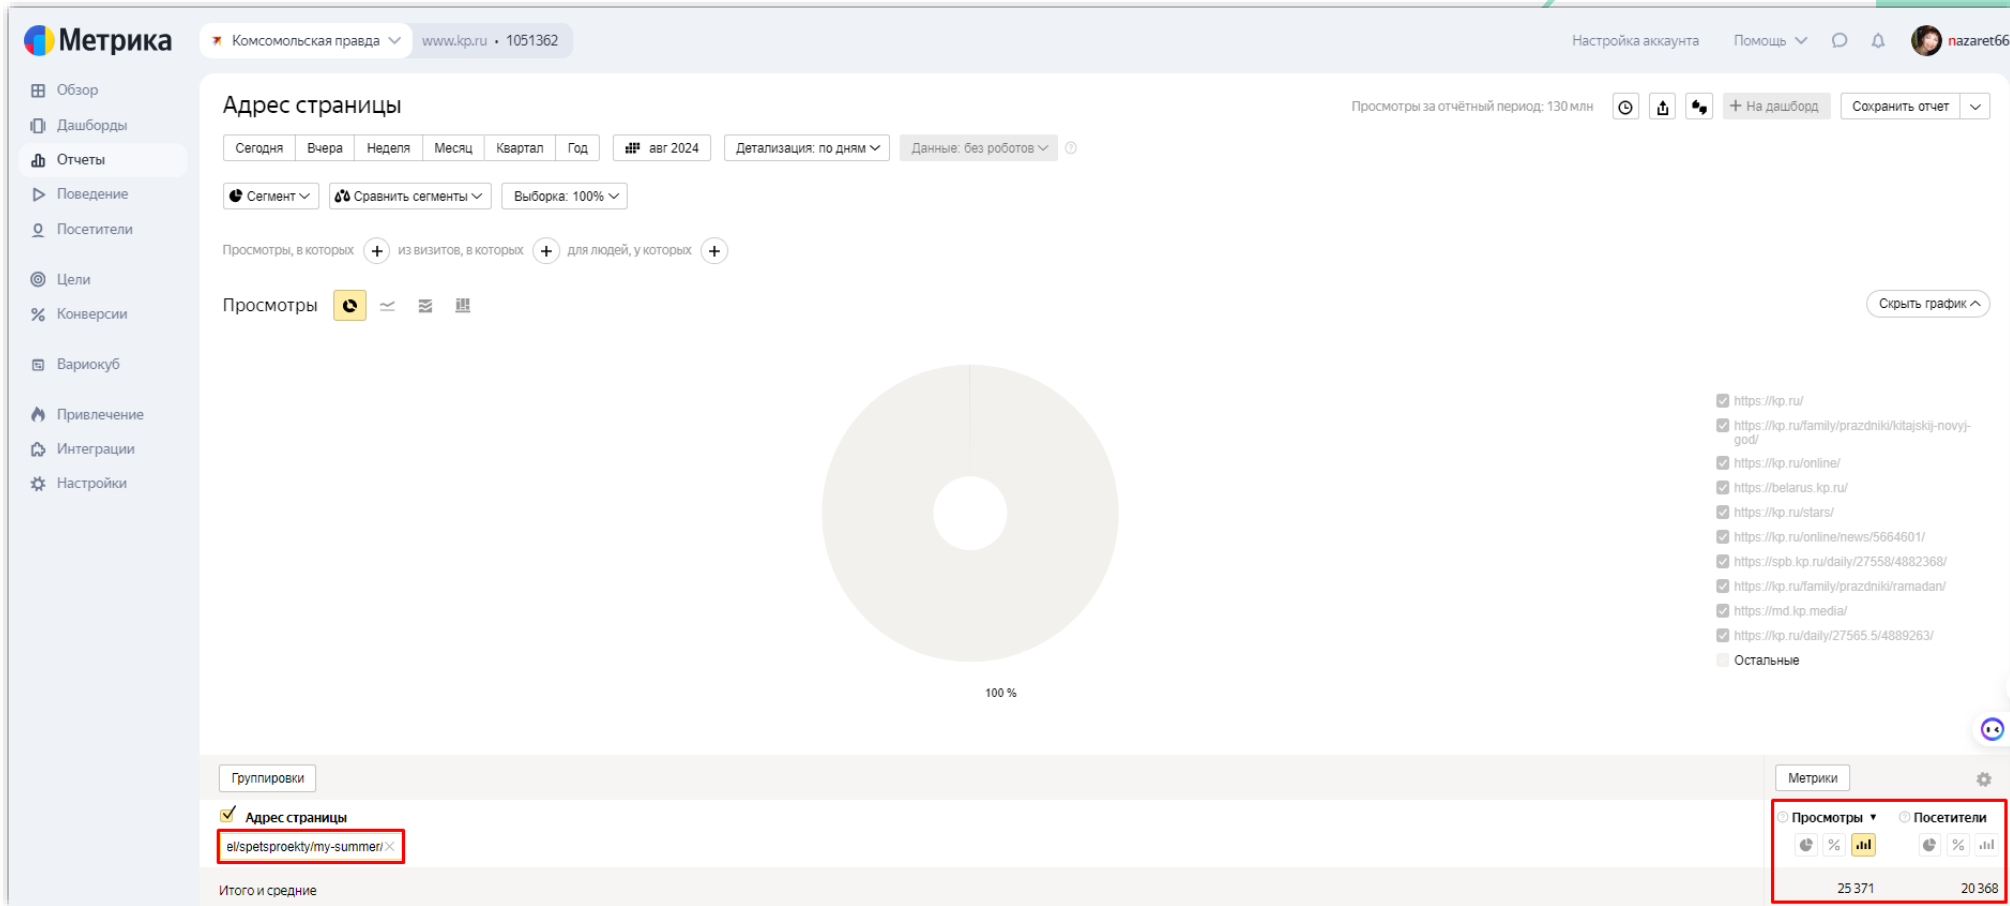 Метрика
Комсомольская правда
www.kp.ru • 1051362
Настройка аккаунта
Помощь
nazaret66
Обзор
Дашборды
Отчеты
Поведение
Посетители
Цели
Конверсии
Вариокуб
Привлечение
Интеграции
Настройки
Адрес страницы
Просмотры за отчётный период: 130 млн
+ На дашборд
Сохранить отчет
Сегодня Вчера Неделя Месяц Квартал Год
авг 2024
Детализация: по дням
Данные: без роботов
Сегмент
Сравнить сегменты
Выборка: 100%
Просмотры, в которых + из визитов, в которых + для людей, у которых +
Просмотры
Скрыть график
https://kp.ru/
https://kp.ru/family/prazdniki/kitajskij-novyj-
god/
https://kp.ru/online/
https://belarus.kp.ru/
https://kp.ru/stars/
https://kp.ru/online/news/5664601/
https://spb.kp.ru/daily/27558/4882368/
https://kp.ru/family/prazdniki/ramadan/
https://md.kp.media/
https://kp.ru/daily/27565.5/4889263/
Остальные
100 %
Группировки
Метрики
Адрес страницы
Просмотры ▼
Посетители
el/spetsproekty/my-summer/
%
%
Итого и средние
25 371
20 368